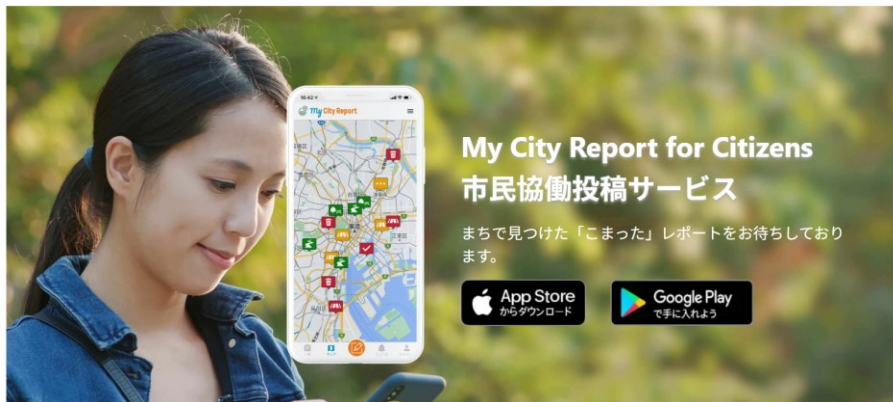 My City Report
My City Report for Citizens
市民協働投稿サービス
まちで見つけた「こまった」レポートをお待ちしており
ます。
App Store
からダウンロード
Google Play
で手に入れよう